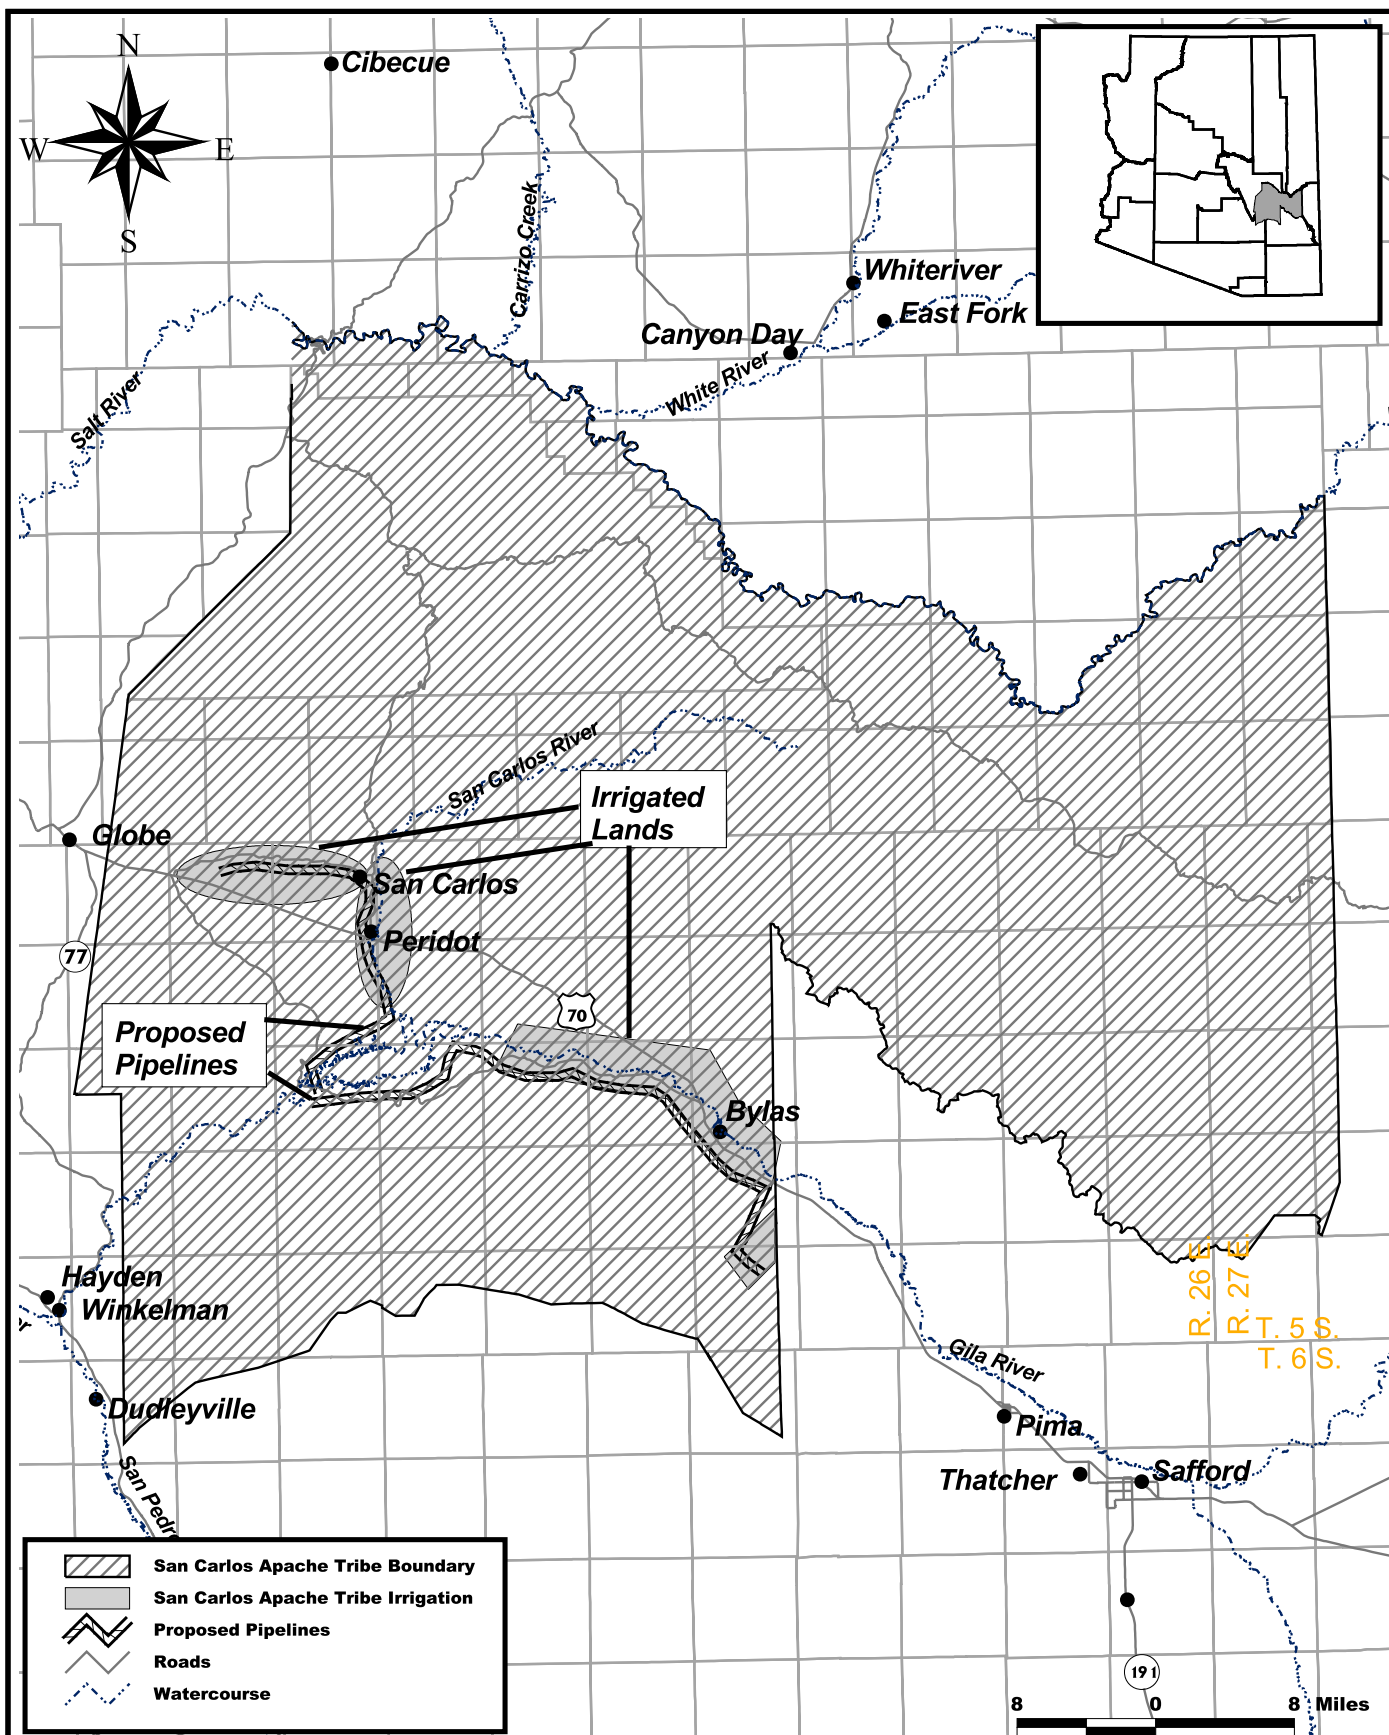 N
Cibecue
W
E
S
Carrizo Creek
Whiteriver
East Fork
Canyon Day
White River
Salt River
San Carlos River
Irrigated
Lands
Globe
San Carlos
Peridot
77
70
Proposed
Pipelines
Bylas
R. 26 E.
R. 27 E.
Hayden
Winkelman
T. 5 S.
T. 6 S.
Gila River
Dudleyville
Pima
San Pedr
Thatcher
Safford
San Carlos Apache Tribe Boundary
San Carlos Apache Tribe Irrigation
Proposed Pipelines
Roads
Watercourse
191
8 0 8 Miles